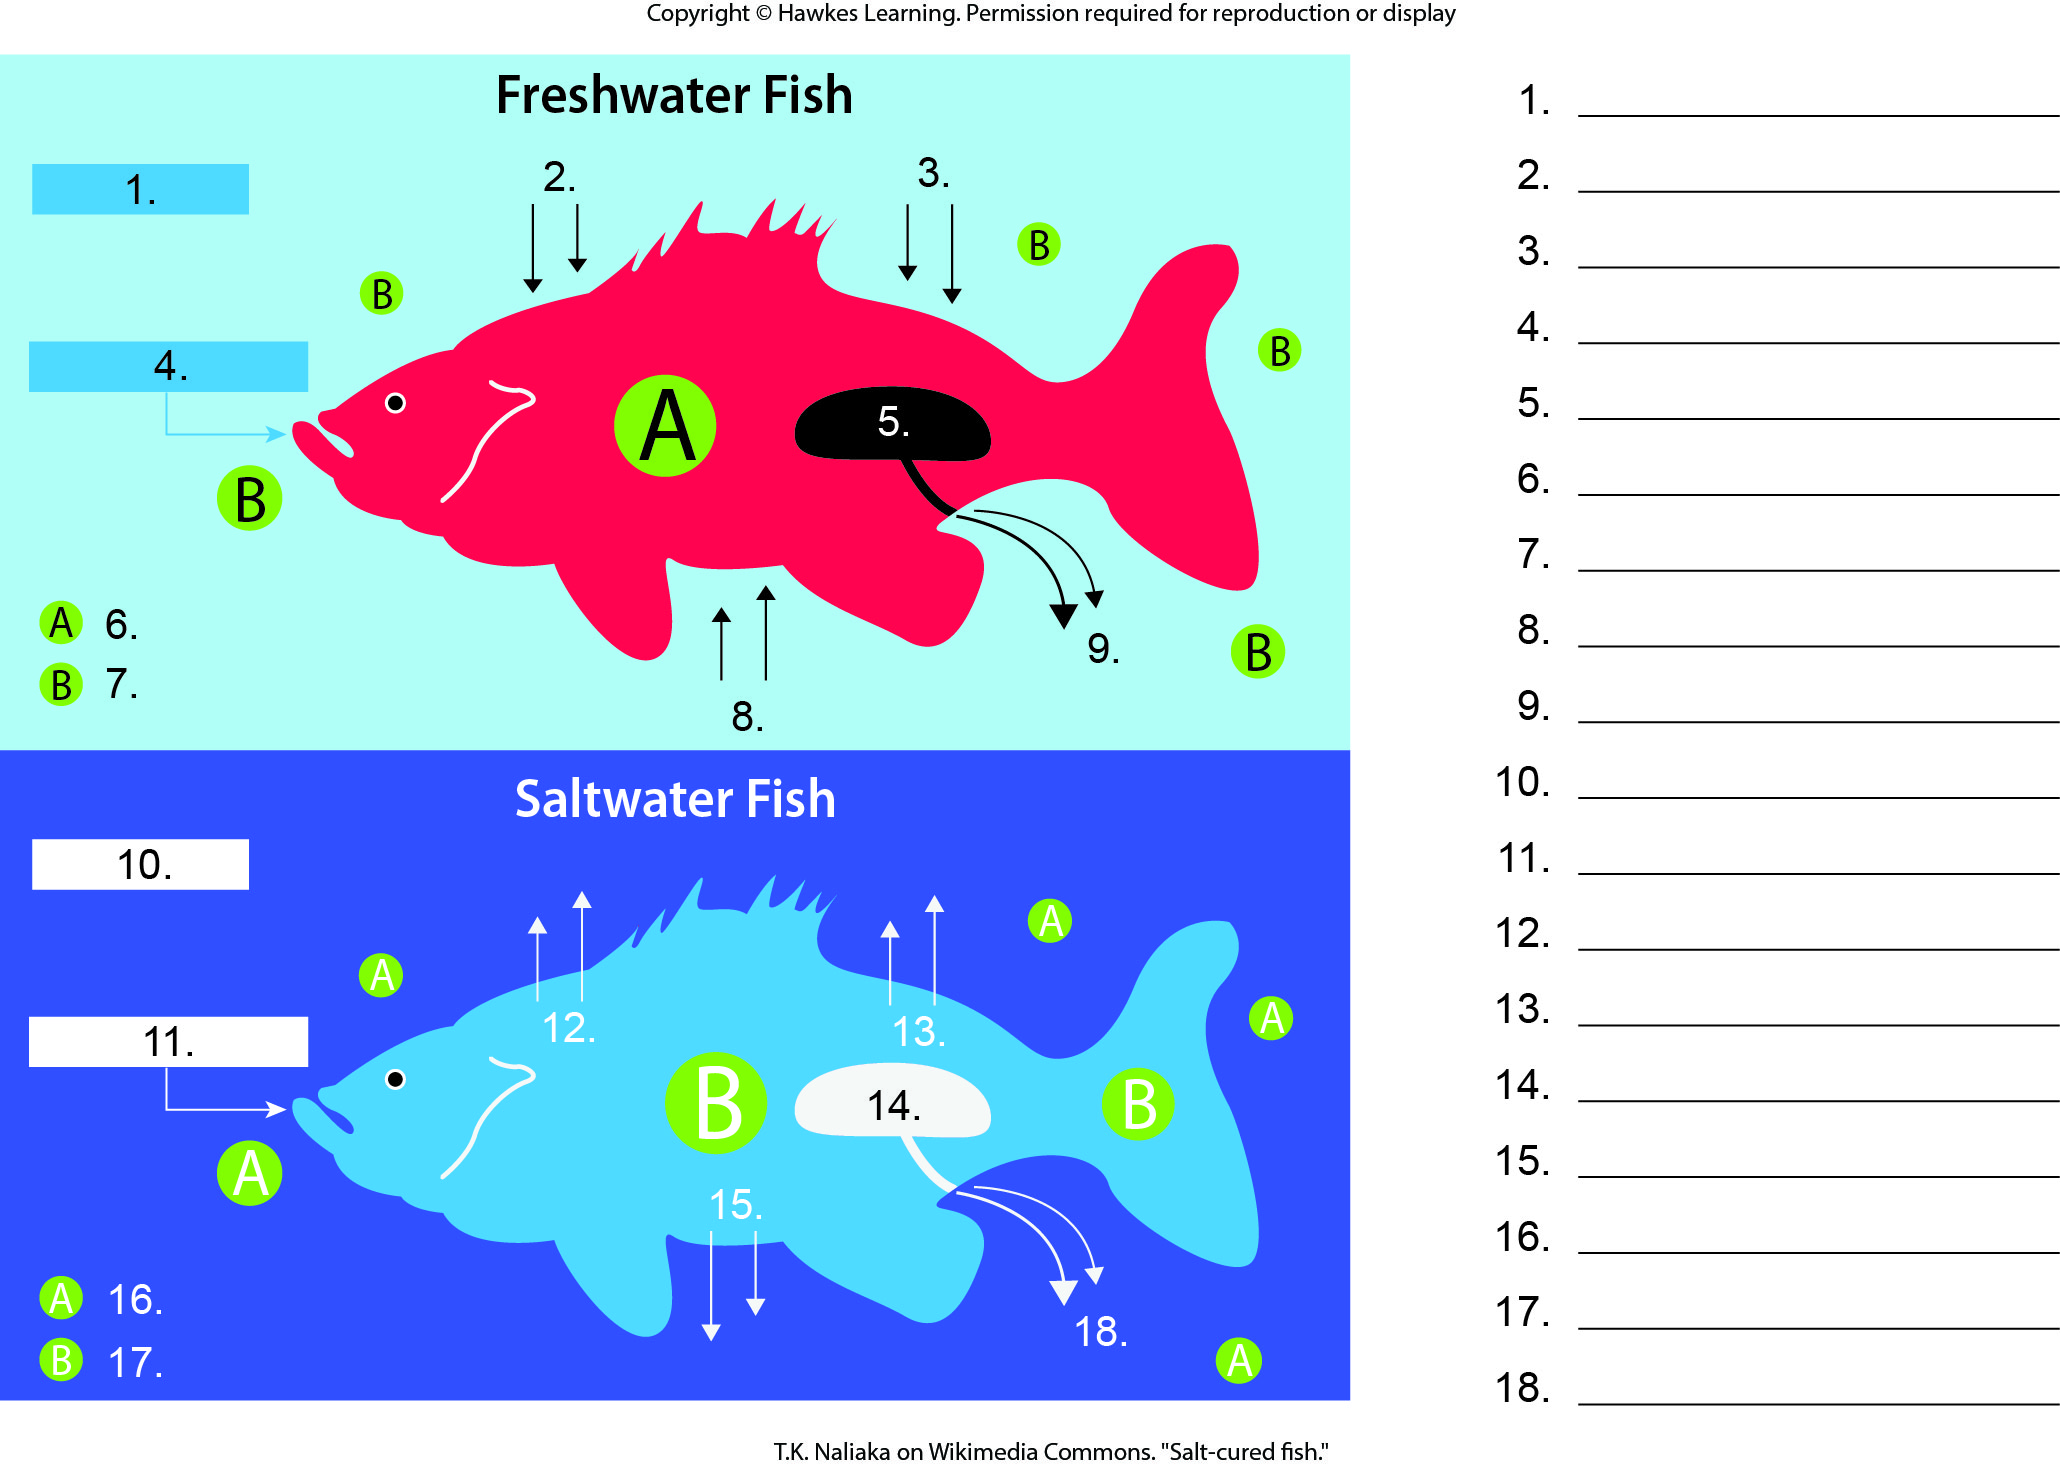 Copyright © Hawkes Learning. Permission required for reproduction or display
Freshwater Fish
1.
2.
3.
B
B
B
4.
A
5.
B
A 6.
B 7.
8.
9.
B
Saltwater Fish
10.
A
A
A
11.
12.
13.
B
14.
B
A
15.
A 16.
B 17.
18.
A
1.
2.
3.
4.
5.
6.
7.
8.
9.
10.
11.
12.
13.
14.
15.
16.
17.
18.
T.K. Naliaka on Wikimedia Commons. "Salt-cured fish."